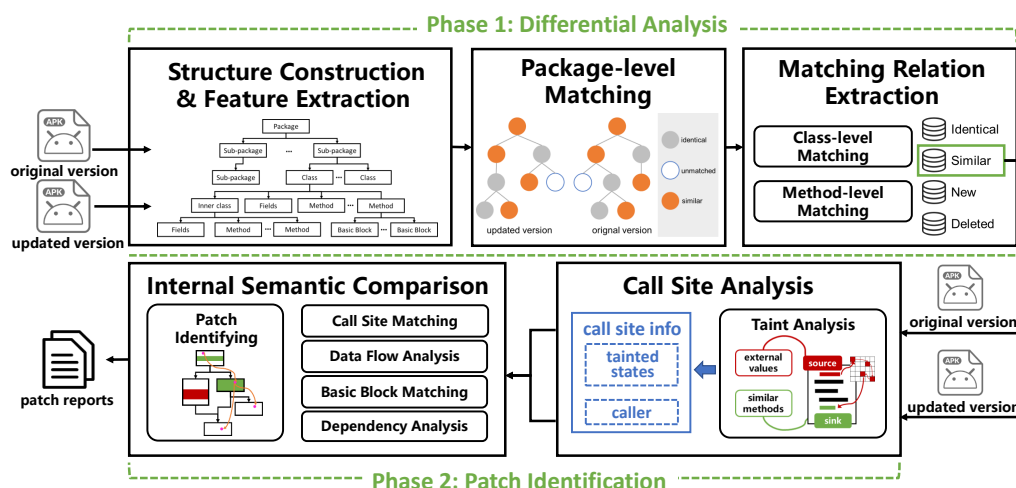 Phase 1: Differential Analysis
APK
original version
APK
updated version
Structure Construction
& Feature Extraction
Package
Sub-package
...
Sub-package
Sub-package
Class
...
Class
Inner class
Fields
Method
...
Method
Fields
Method
...
Method
Basic Block
...
Basic Block
Package-level
Matching
identical
unmatched
similar
updated version
orignal version
Matching Relation
Extraction
Class-level
Matching
Method-level
Matching
Identical
Similar
New
Deleted
Internal Semantic Comparison
Patch
Identifying
Call Site Matching
Data Flow Analysis
Basic Block Matching
Dependency Analysis
patch reports
Call Site Analysis
call site info
tainted
states
caller
Taint Analysis
external
values
source
similar
methods
sink
APK
original version
APK
updated version
Phase 2: Patch Identification